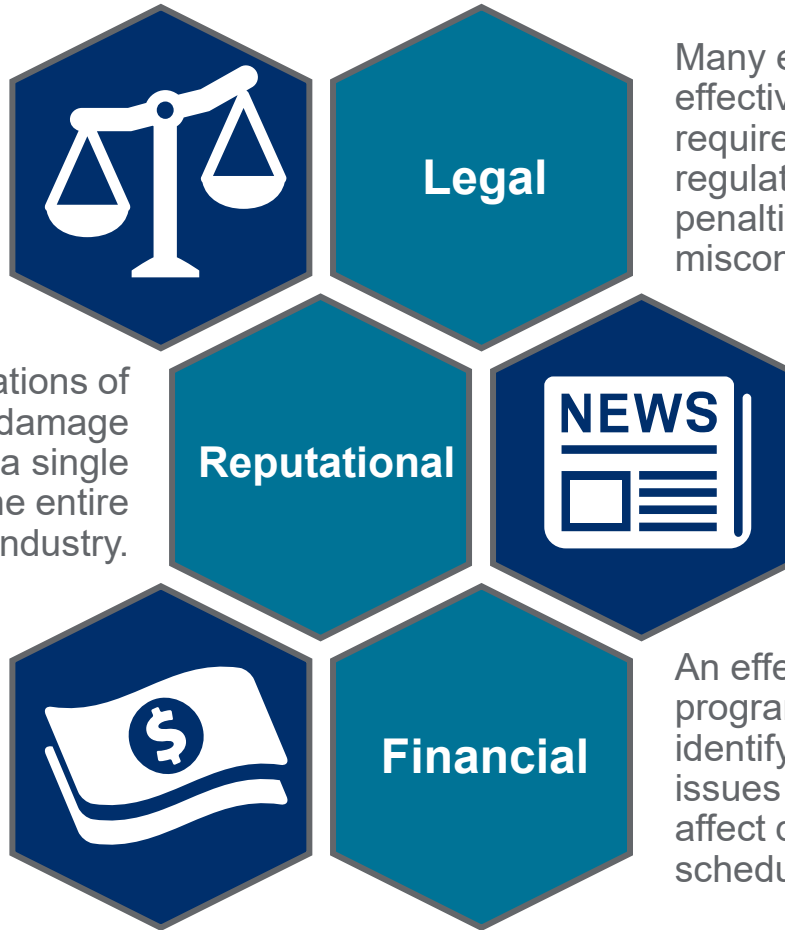 Many
effectiv
require
Legal
regulat
penalti
miscon
ations of
damage
NEWS
a single
Reputational
he entire
ndustry.
$
An effe
progra
identify
Financial
issues
affect
schedu